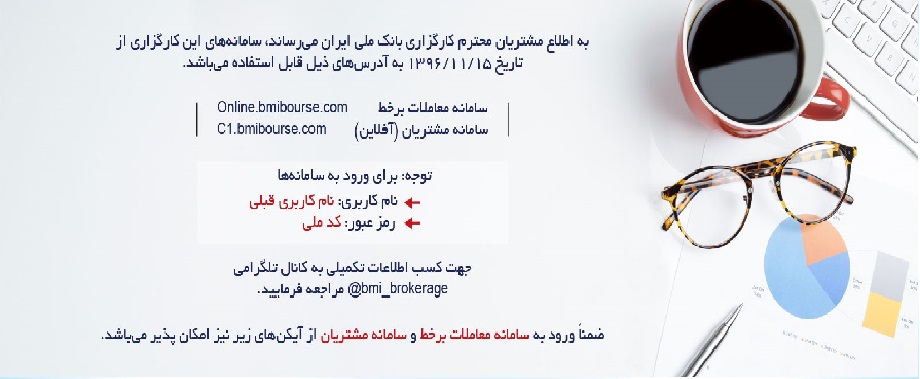 به اطلاع مشتریان محترم کارگزاری بانک ملی ایران می‌رساند، سامانه‌های این کارگزاری از
تاریخ ۱۳۹۶/۱۱/۱۵ به آدرس‌های ذیل قابل استفاده می‌باشد.
سامانه معاملات برخط Online.bmibourse.com
سامانه مشتریان (آفلاین) C1.bmibourse.com
توجه: برای ورود به سامانه‌ها
نام کاربری: نام کاربری قبلی
رمز عبور: کد ملی
جهت کسب اطلاعات تکمیلی به کانال تلگرامی
@bmi_brokerage مراجعه فرمایید.
ضمناً ورود به سامانه معاملات برخط و سامانه مشتریان از آیکن‌های زیر نیز امکان پذیر می‌باشد.